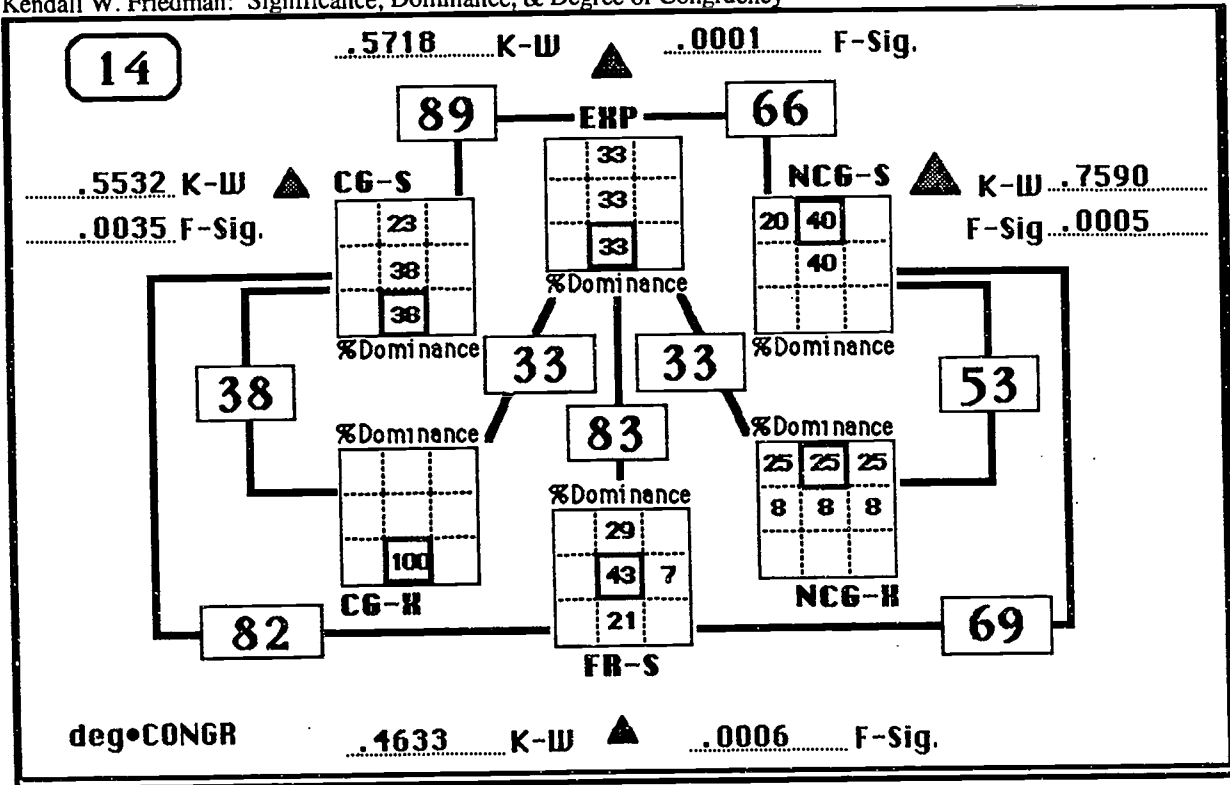 Kendall W. Friedman: Significance, Dominance, & Degree of Congruency
14
.5718 K-W .0001 F-Sig.
89 EXP 66
.5532 K-W CG-S
.0035 F-Sig.
33
33
33
%Dominance
NCG-S K-W .7590
F-Sig .0005
23
38
38
%Dominance
20 40
40
%Dominance
38 33 83 33 53
%Dominance
100
CG-X
%Dominance
29
43 7
21
FR-S
%Dominance
25 25 25
8 8 8
NCG-X
82 69
deg•CONGR .4633 K-W .0006 F-Sig.